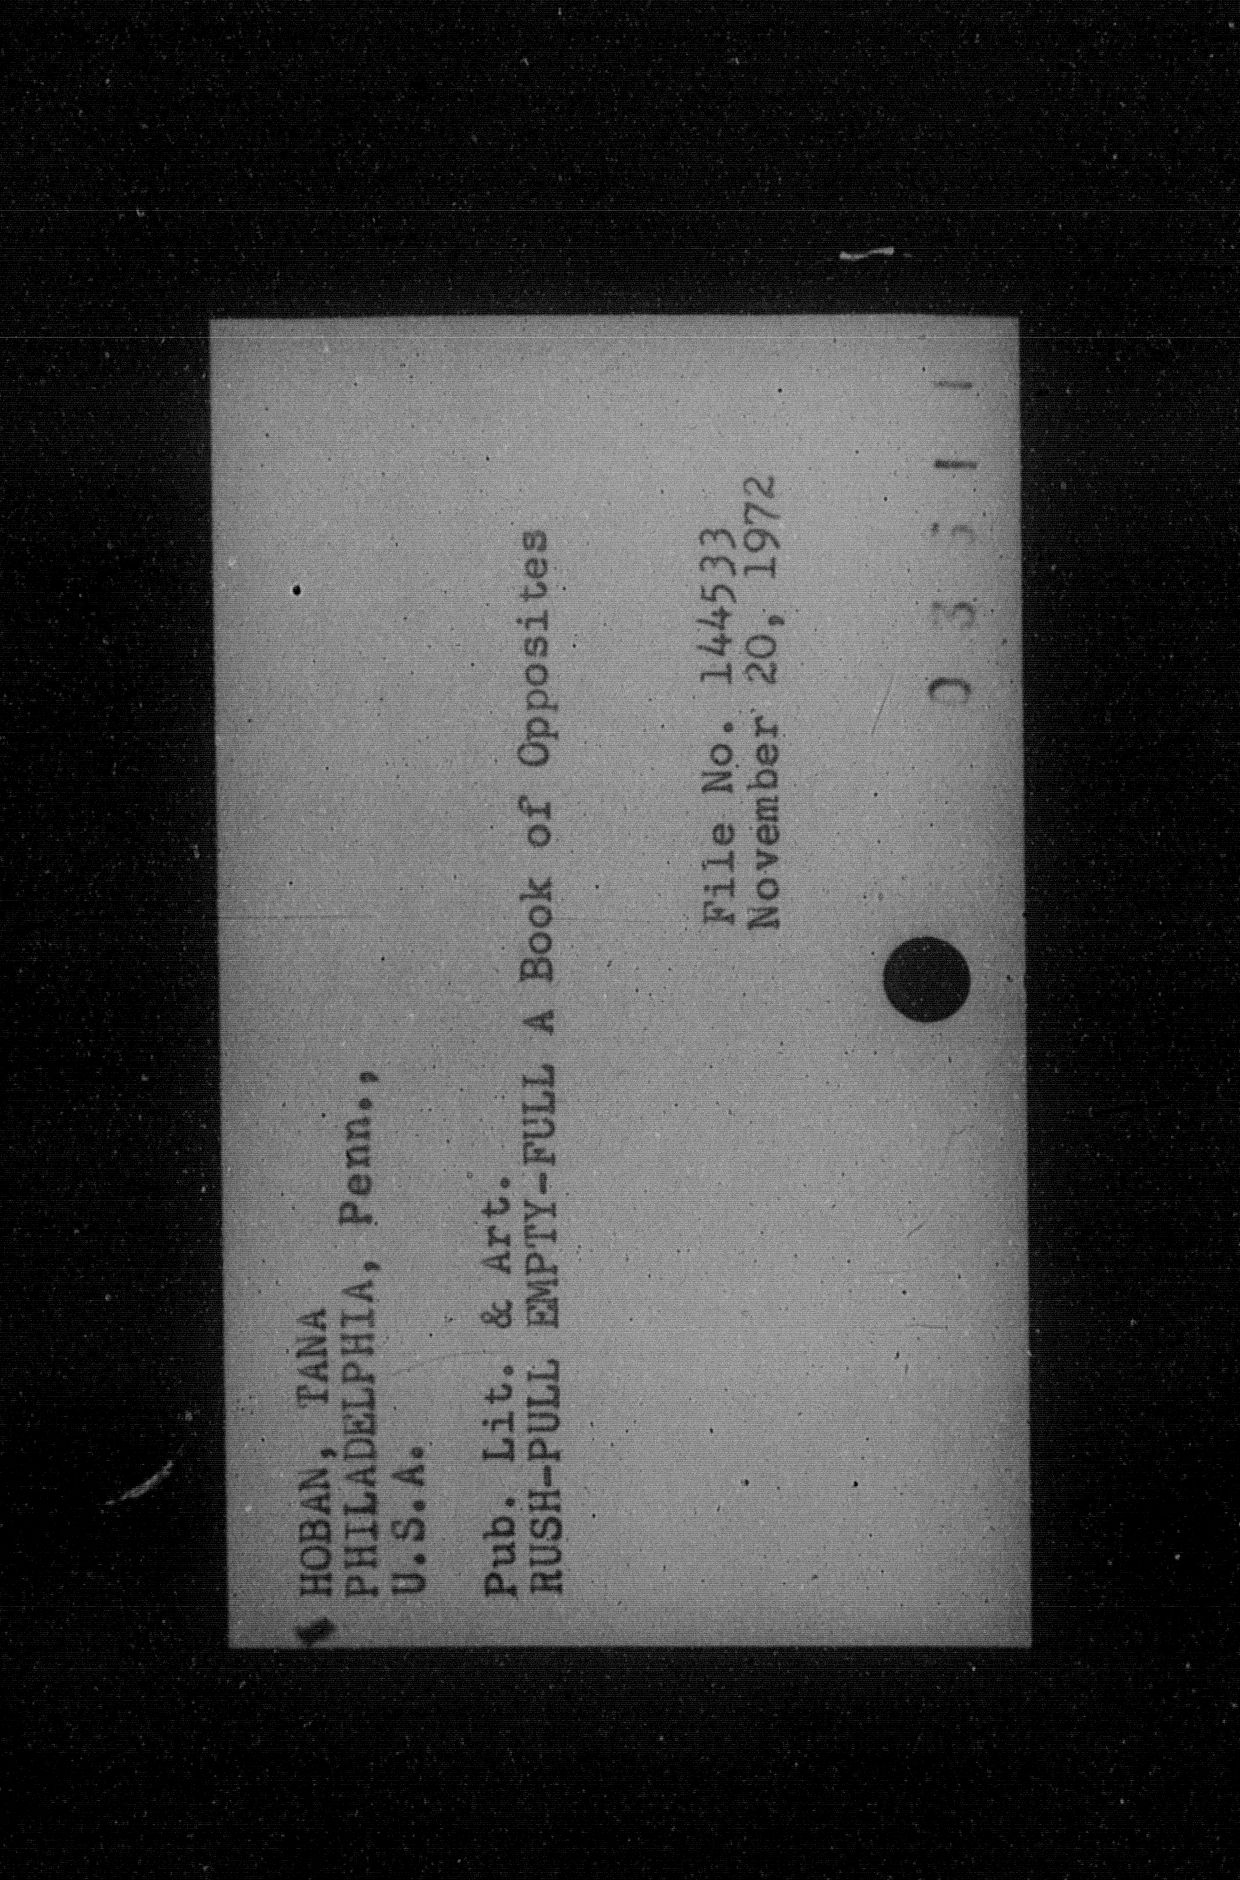 HOBAN, TANA
PHILADELPHIA, Penn.,
U.S.A.
Pub. Lit. & Art.
RUSH-PULL EMPTY-FULL A Book of Opposites
File No. 144533
November 20, 1972